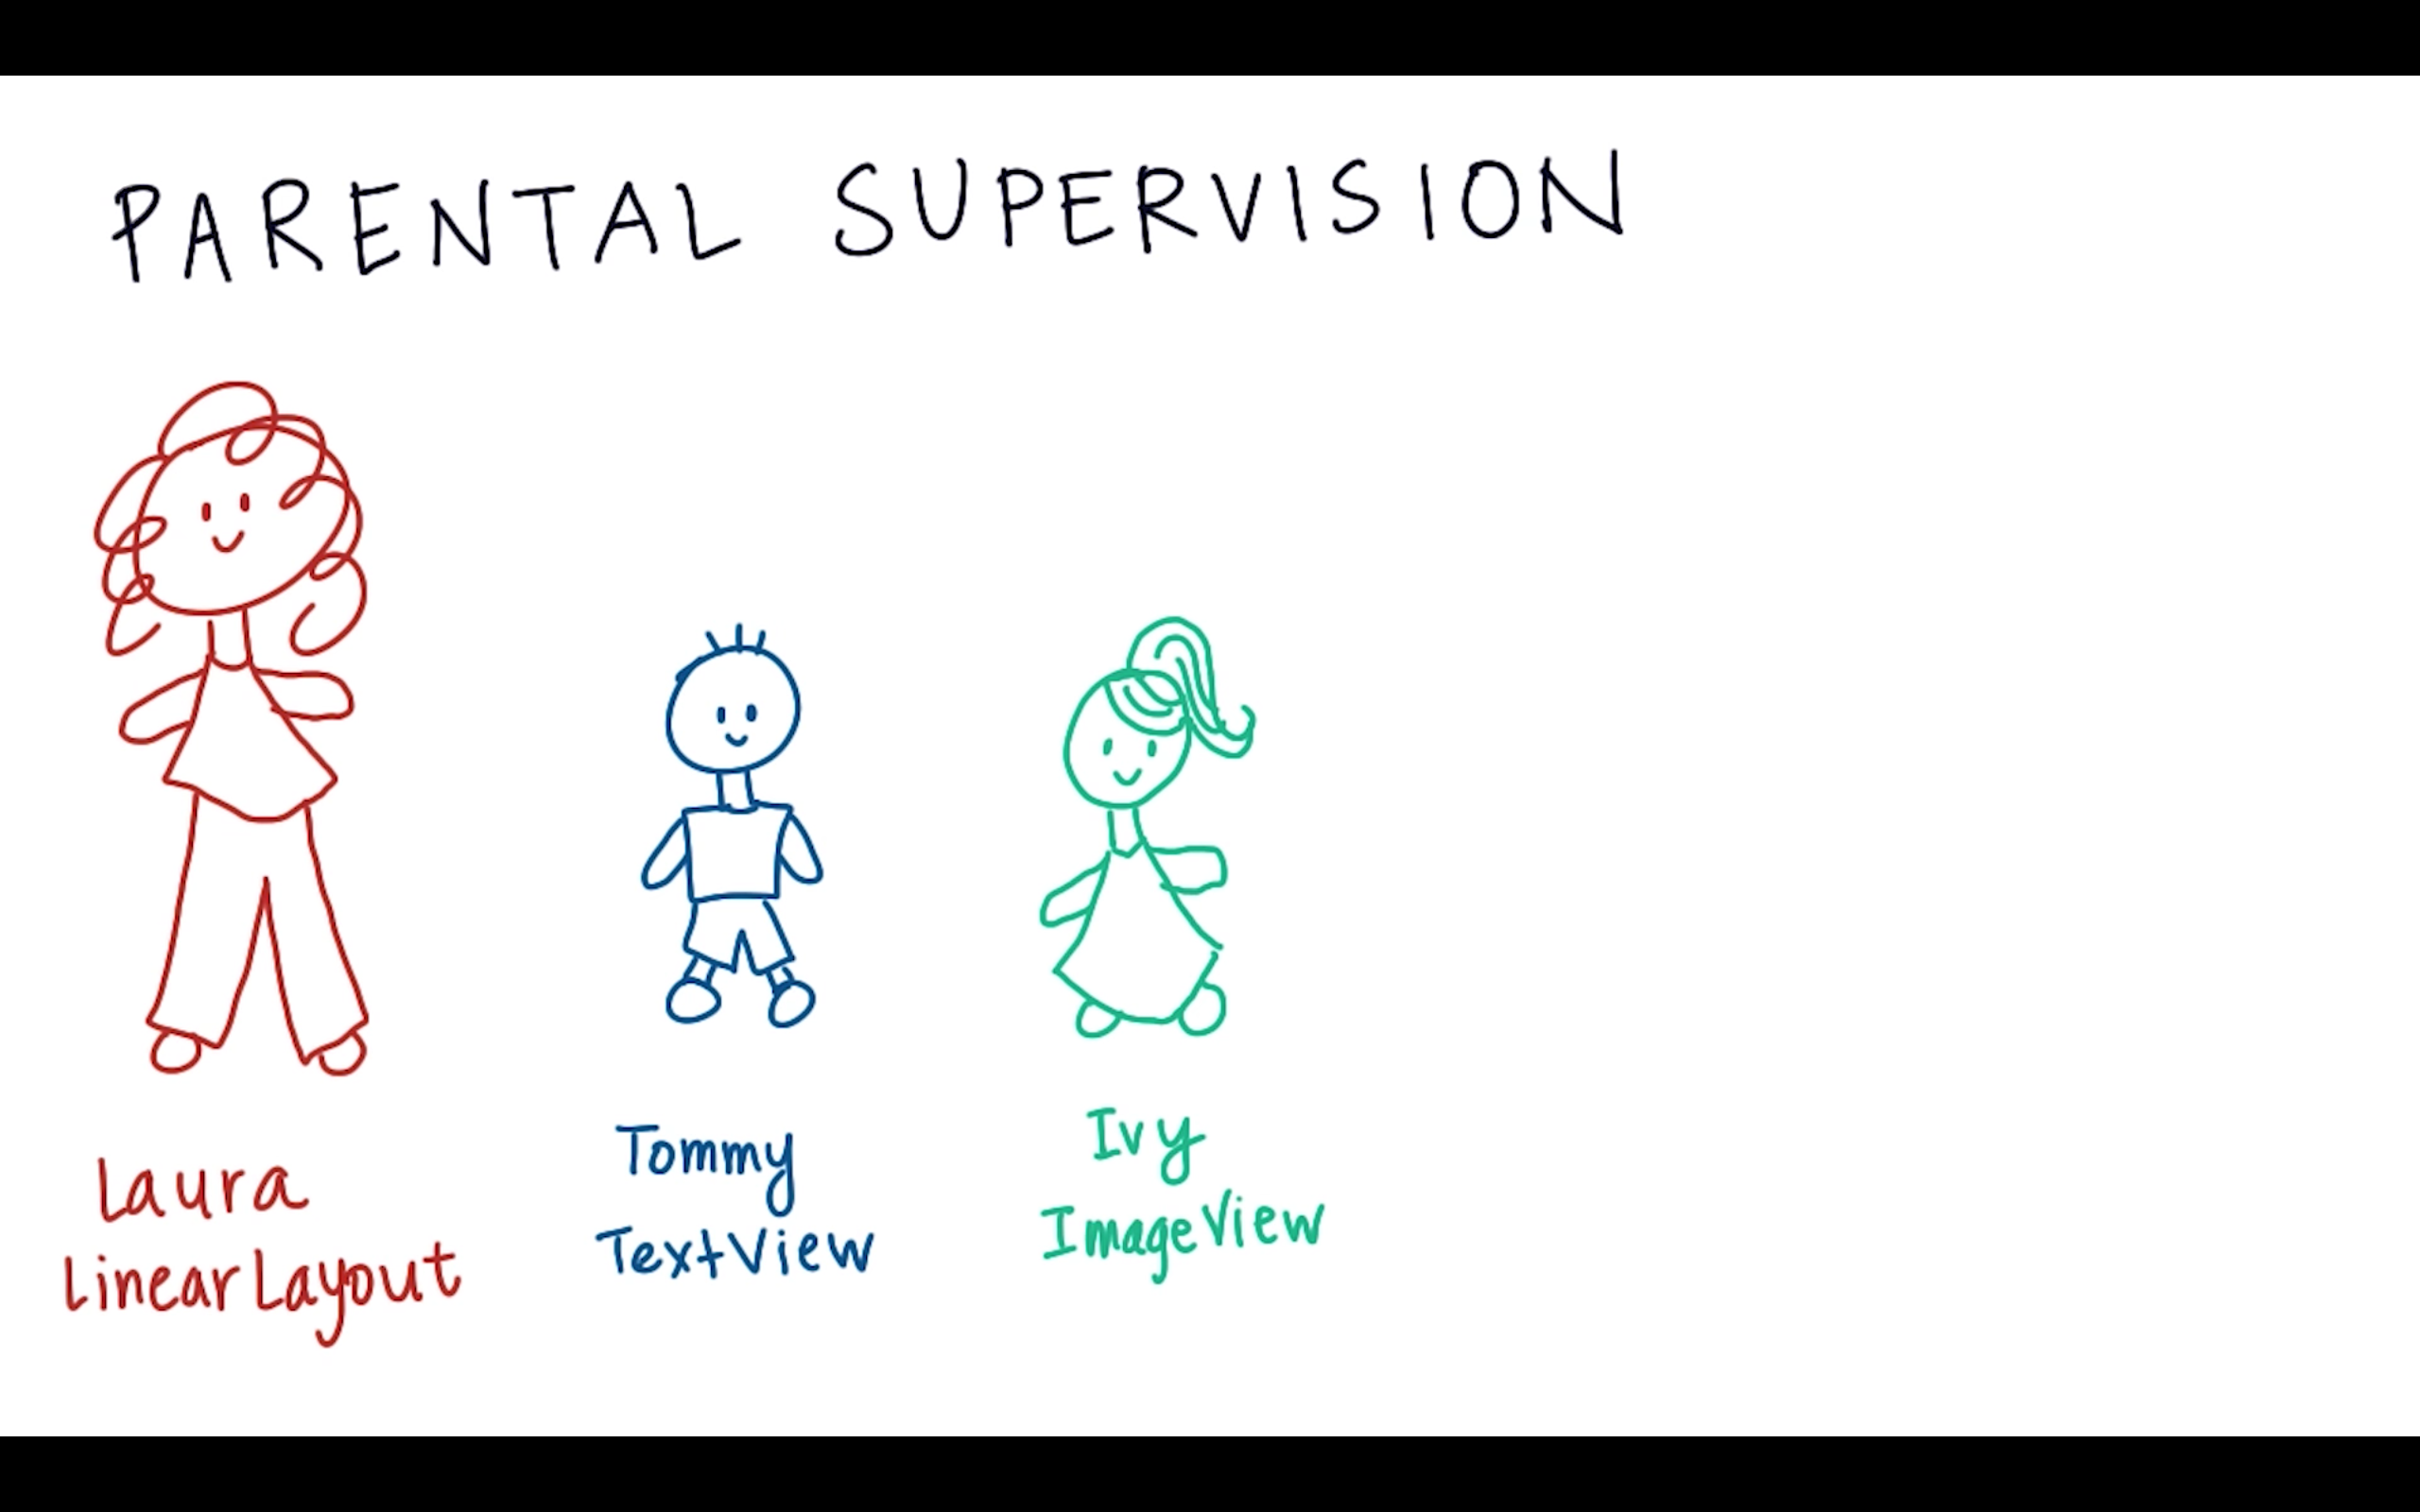 PARENTAL SUPERVISION
Laura
LinearLayout
Tommy
TextView
Ivy
ImageView